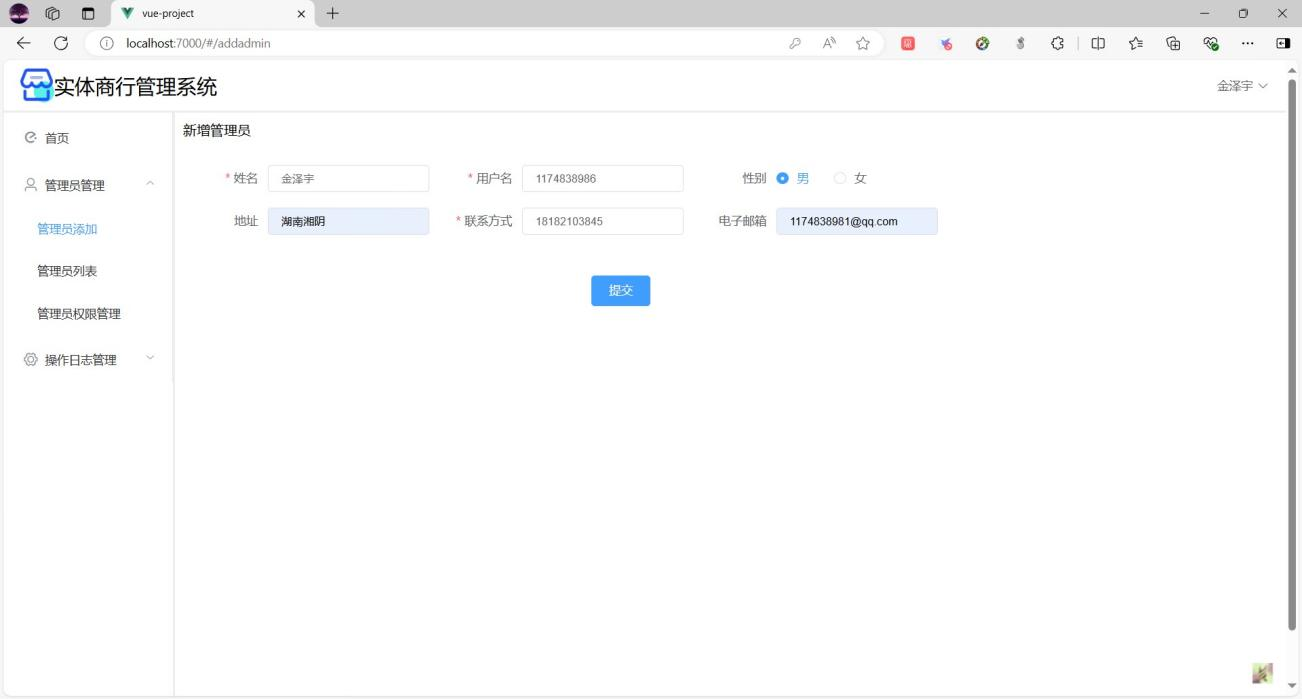 vue-project
localhost:7000/#/addadmin
实体商行管理系统
金泽宇
首页
管理员管理
管理员添加
管理员列表
管理员权限管理
操作日志管理
新增管理员
*姓名 金泽宇 *用户名 1174838986 性别 男 女
地址 湖南湘阴 *联系方式 18182103845 电子邮箱 1174838981@qq.com
提交